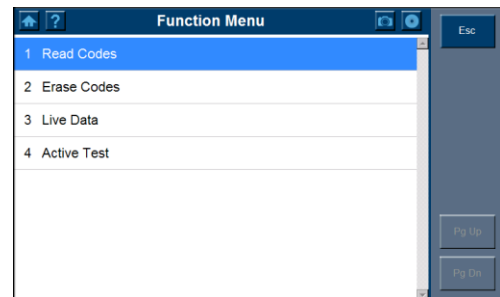 ?
Function Menu
Esc
1 Read Codes
2 Erase Codes
3 Live Data
4 Active Test
Pg Up
Pg Dn